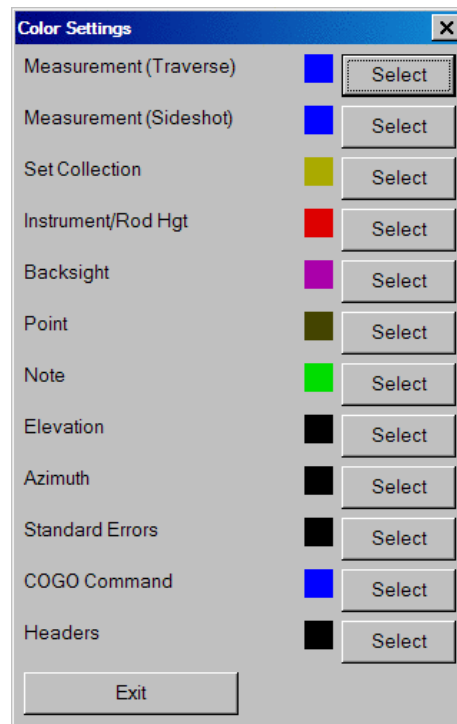 Color Settings
Measurement (Traverse) Select
Measurement (Sideshot) Select
Set Collection Select
Instrument/Rod Hgt Select
Backsight Select
Point Select
Note Select
Elevation Select
Azimuth Select
Standard Errors Select
COGO Command Select
Headers Select
Exit